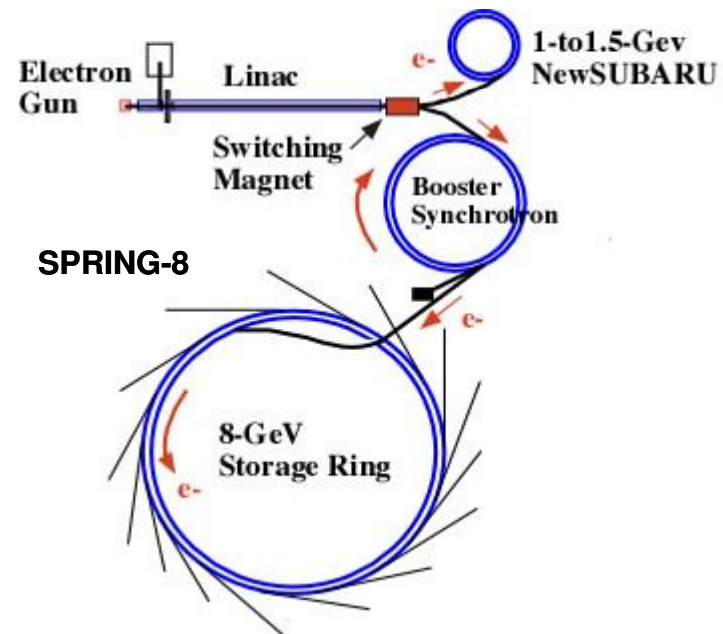 1-to1.5-Gev
NewSUBARU
e-
Electron
Gun
Linac
Switching
Magnet
Booster
Synchrotron
SPRING-8
e-
8-GeV
Storage Ring
e-